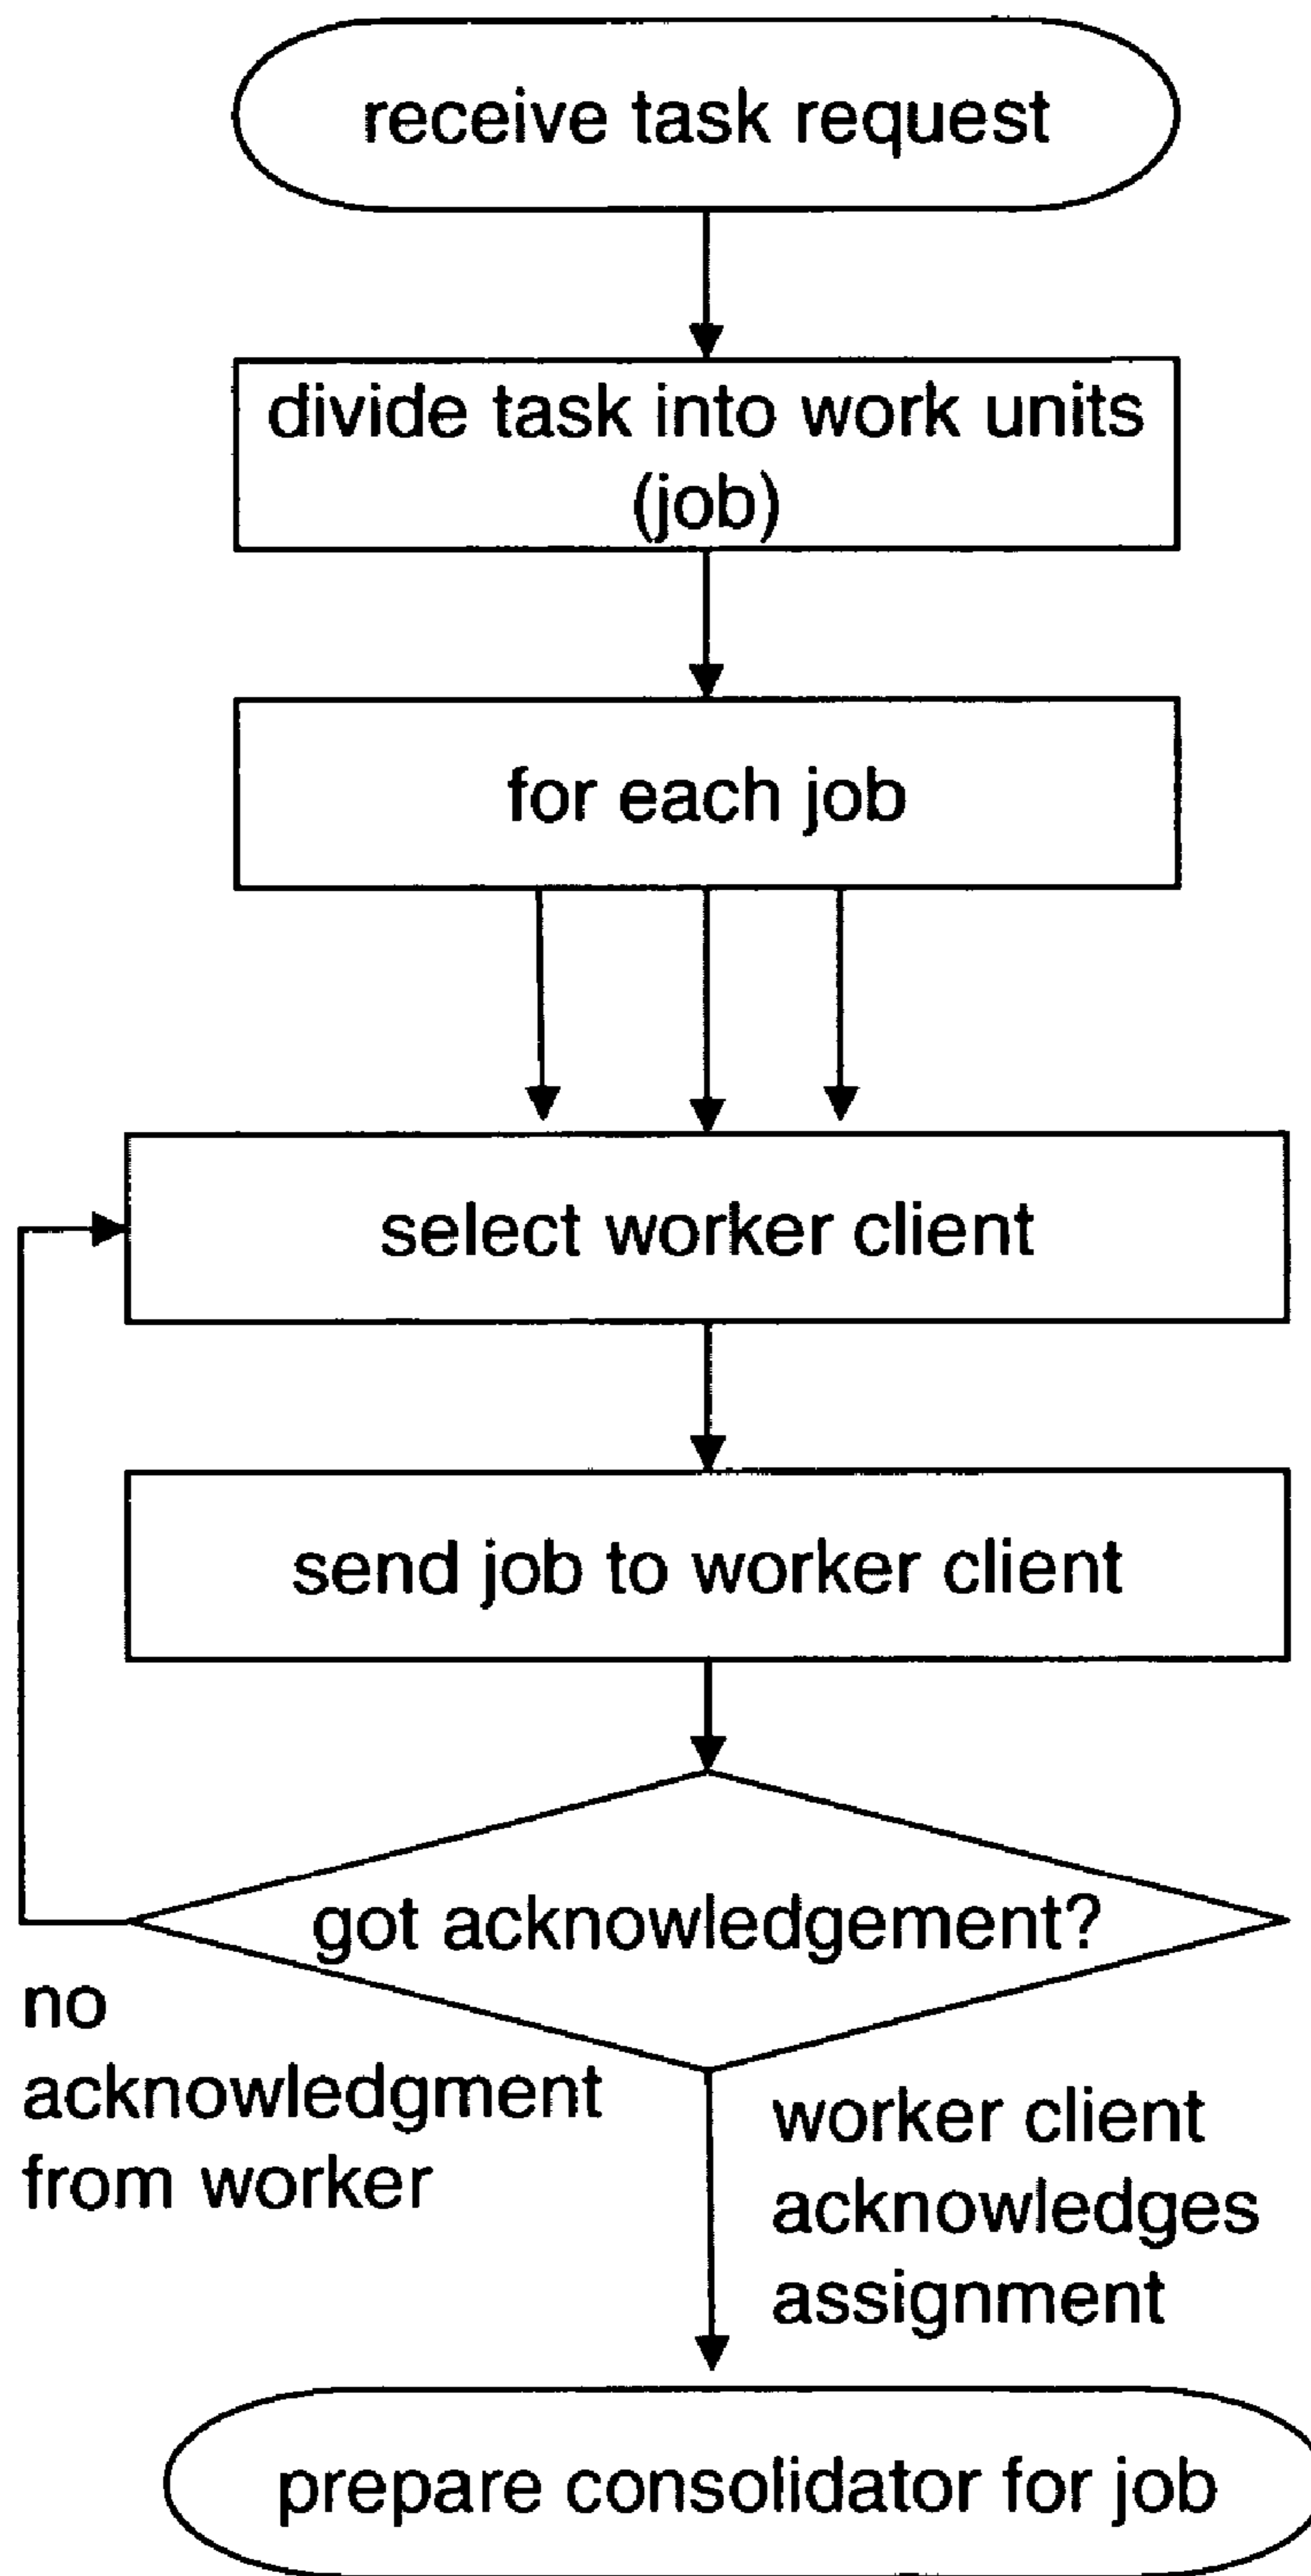 receive task request
divide task into work units
(job)
for each job
select worker client
send job to worker client
got acknowledgement?
no
acknowledgment
from worker
worker client
acknowledges
assignment
prepare consolidator for job